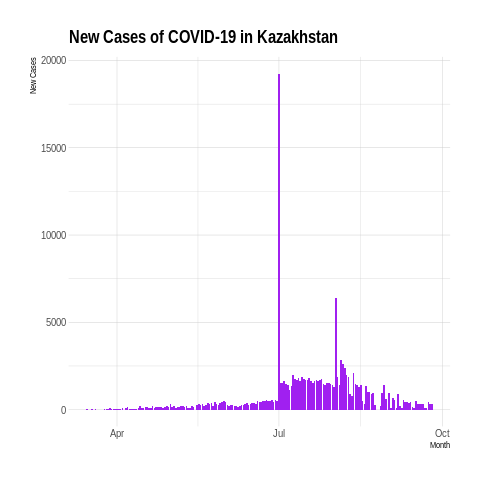 New Cases of COVID-19 in Kazakhstan
New Cases
20000
15000
10000
5000
0
Apr
Jul
Oct
Month